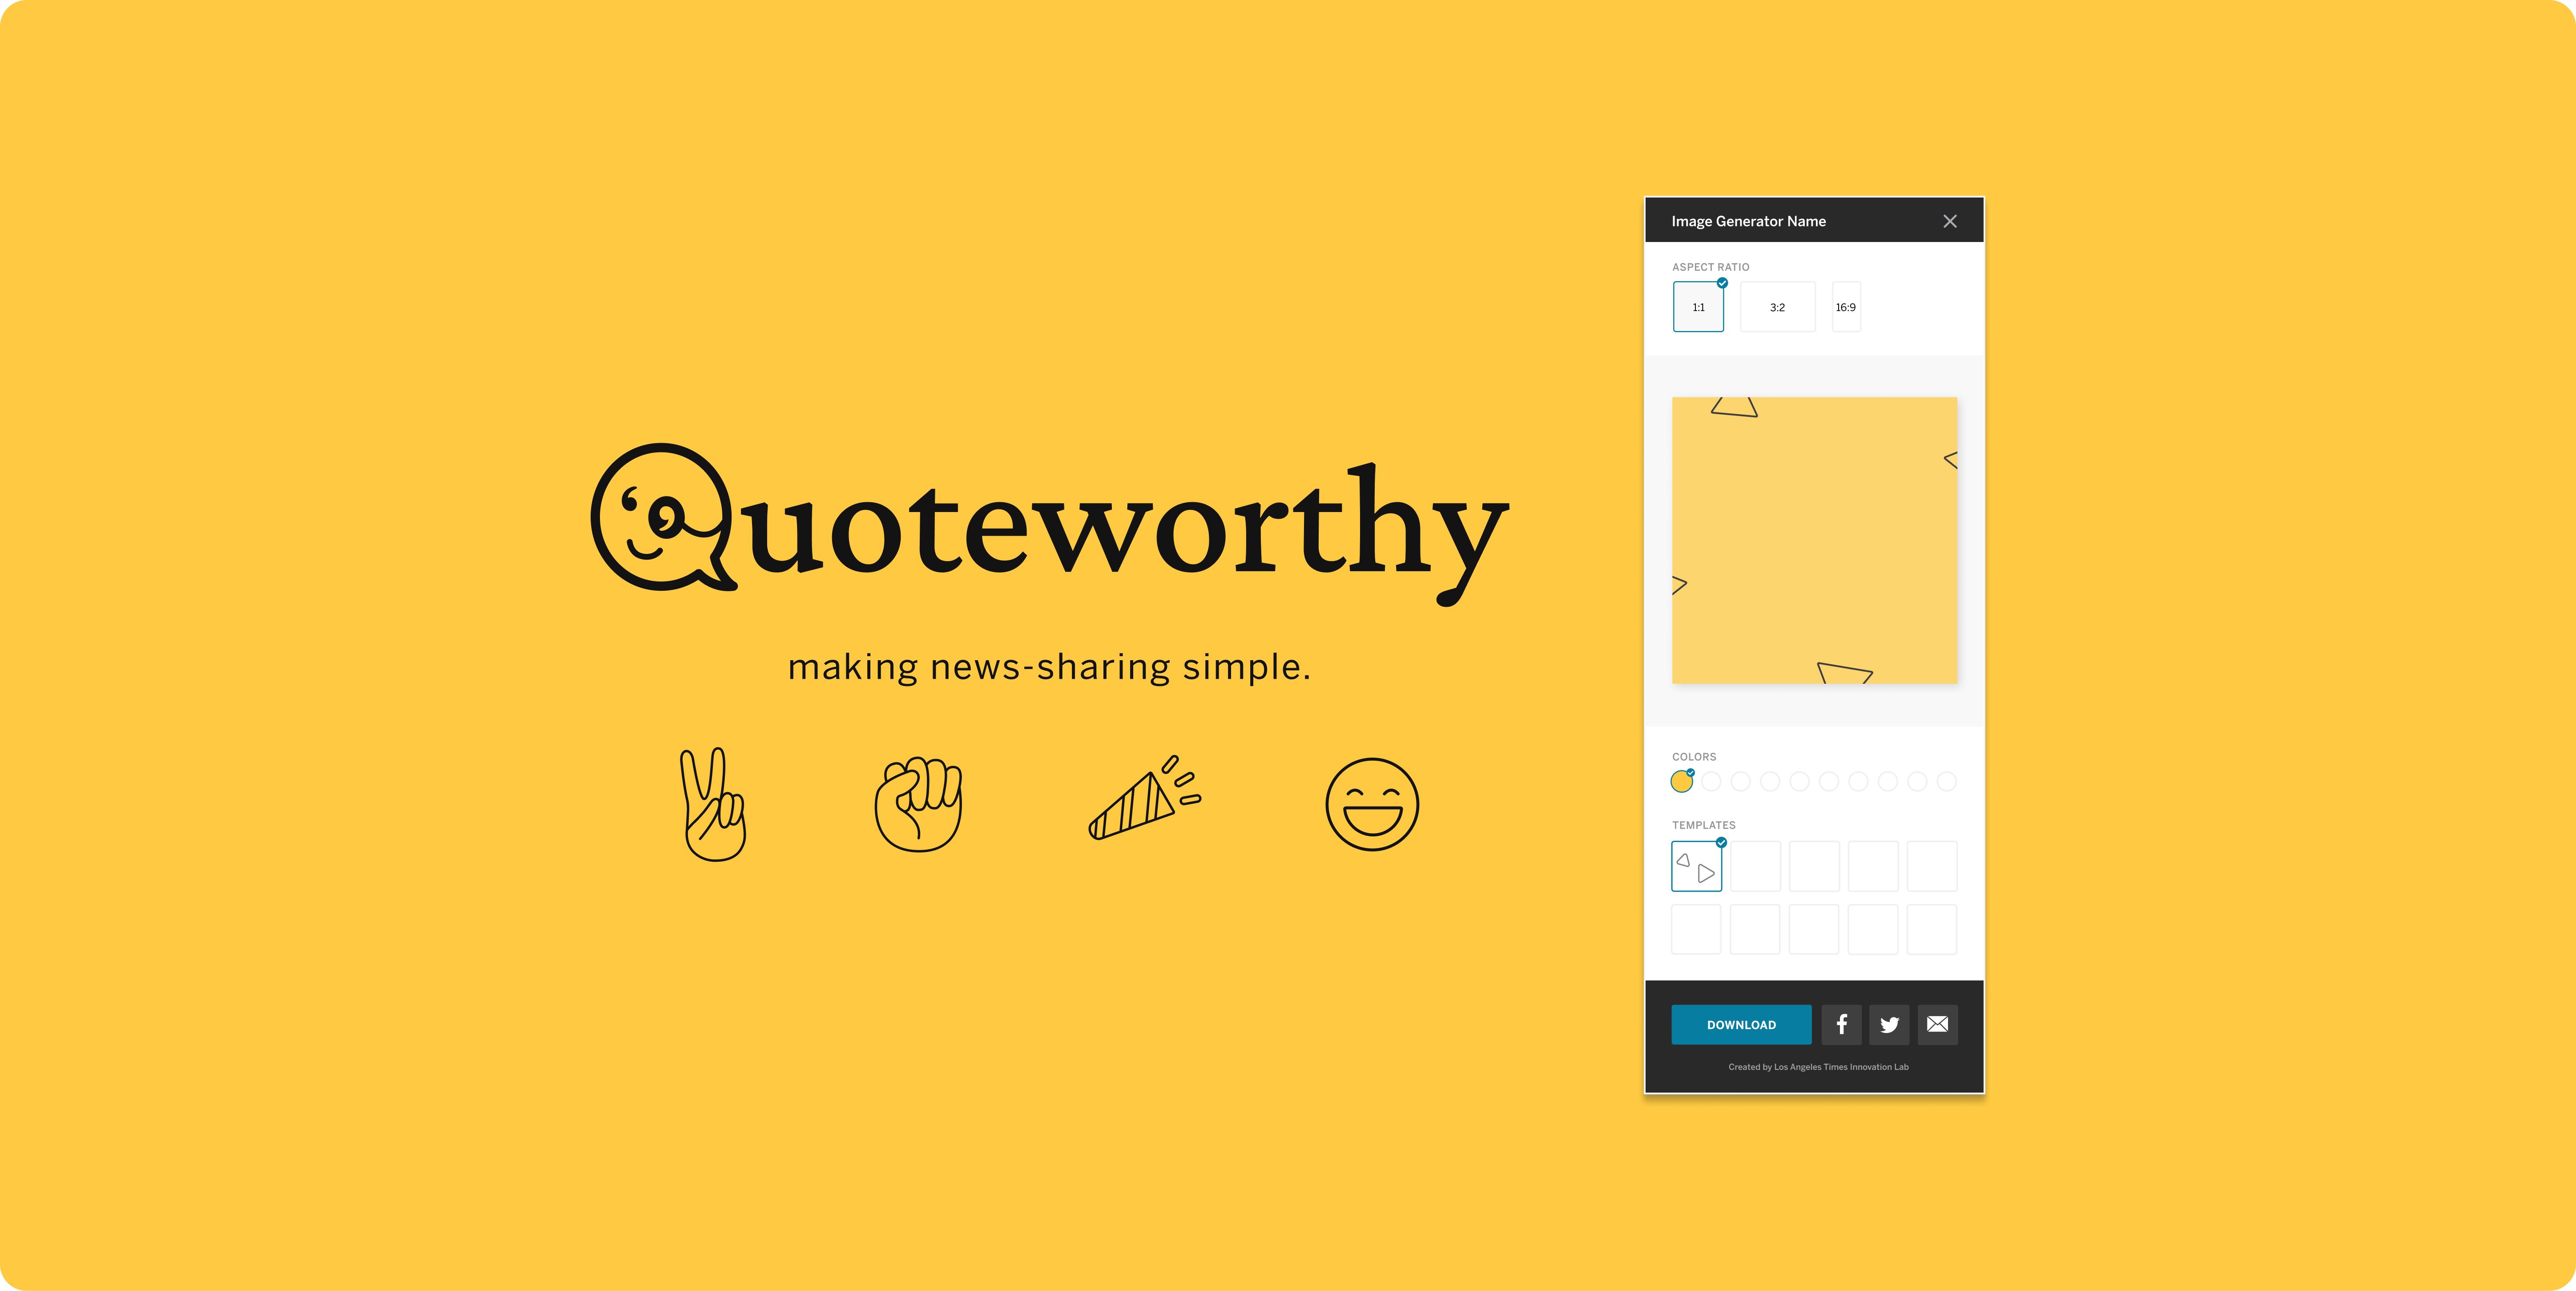 Quoteworthy
making news-sharing simple.
Image Generator Name
ASPECT RATIO
1:1
3:2
16:9
COLORS
TEMPLATES
DOWNLOAD
Created by Los Angeles Times Innovation Lab